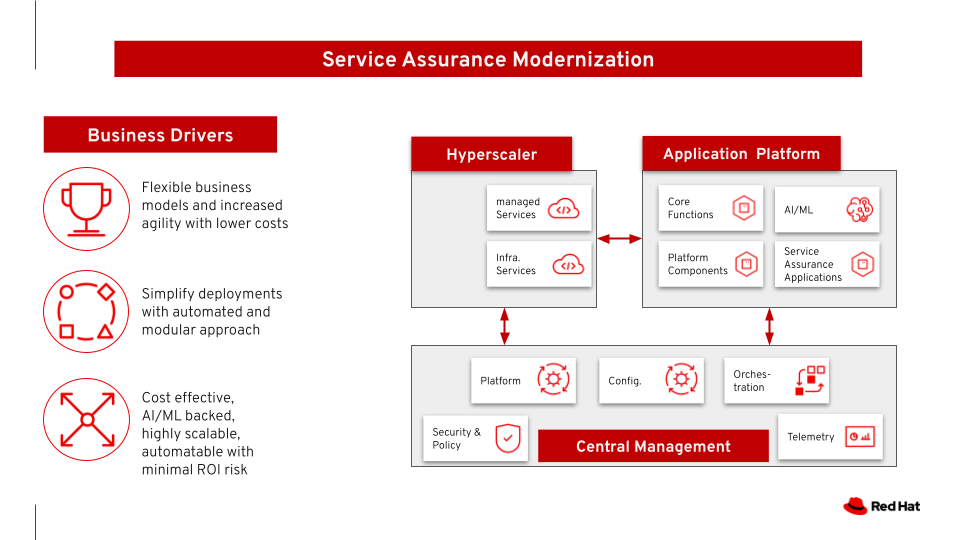 Service Assurance Modernization
Business Drivers
Flexible business
models and increased
agility with lower costs
Simplify deployments
with automated and
modular approach
Cost effective,
AI/ML backed,
highly scalable,
automatable with
minimal ROI risk
Hyperscaler
managed
Services
Infra.
Services
Application Platform
Core
Functions
AI/ML
Platform
Components
Service
Assurance
Applications
Platform
Config.
Orches-
tration
Security &
Policy
Central Management
Telemetry
Red Hat